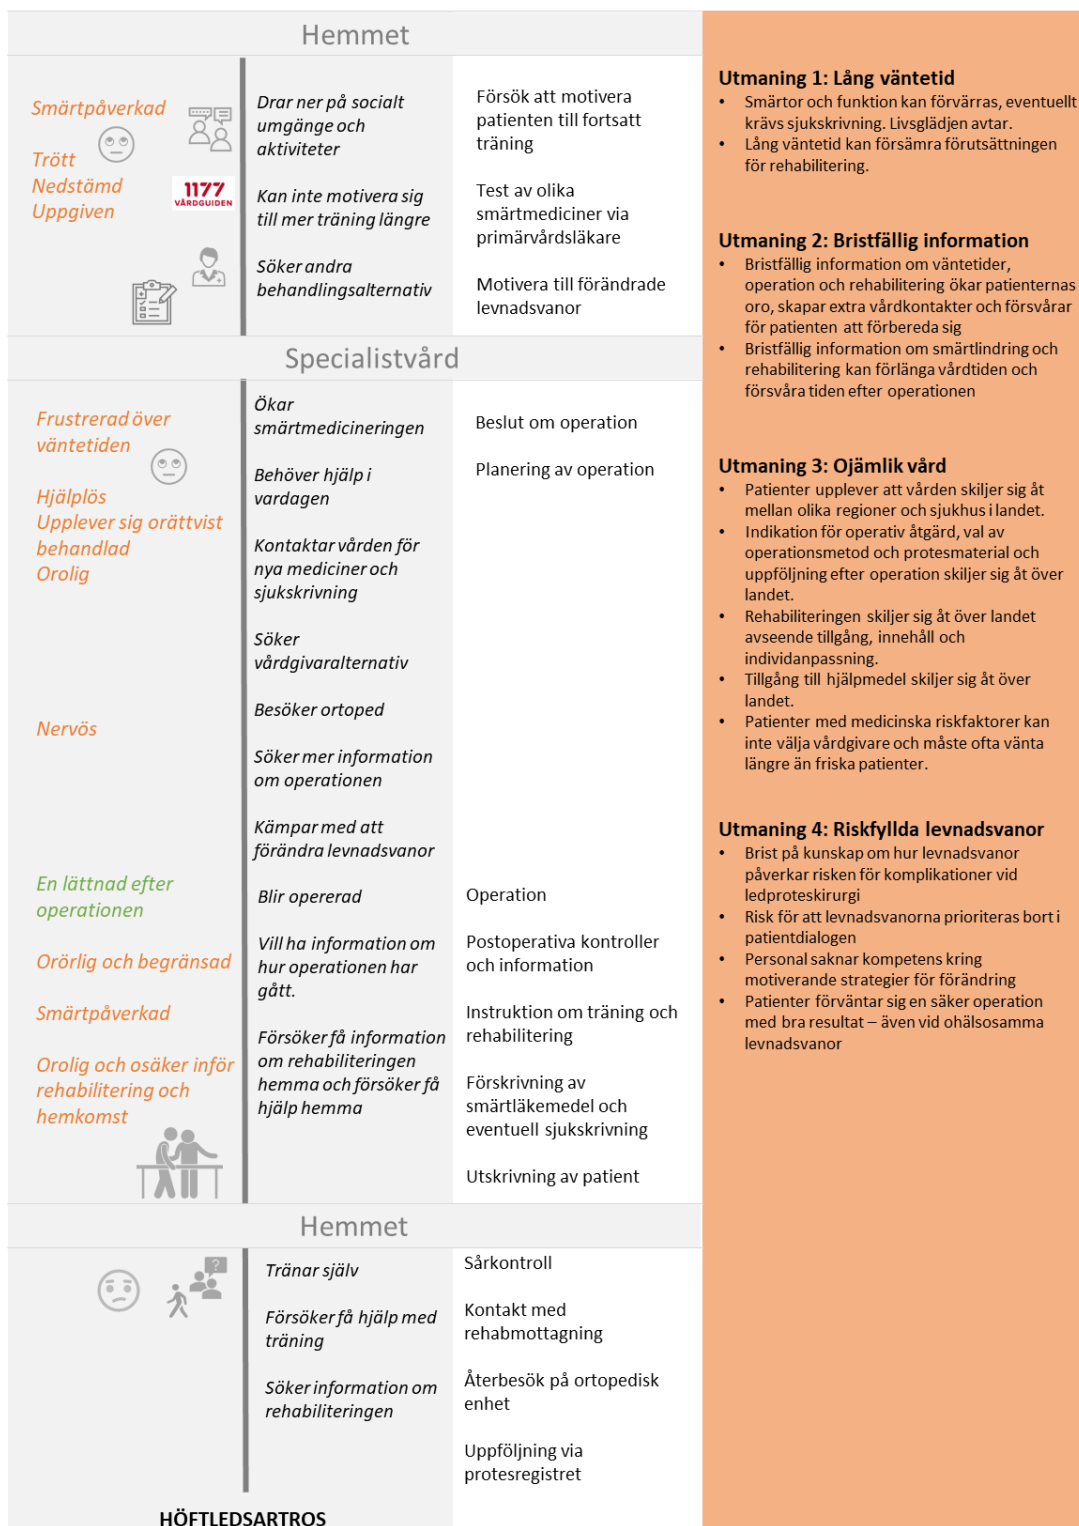 Hemmet
Smärtpåverkad
Trött
Nedstämd
Uppgiven
1177
VÅRDGUIDEN
Drar ner på socialt
umgänge och
aktiviteter
Kan inte motivera sig
till mer träning längre
Söker andra
behandlingsalternativ
Försök att motivera
patienten till fortsatt
träning
Test av olika
smärtmediciner via
primärvårdsläkare
Motivera till förändrade
levnadsvanor
Specialistvård
Frustrerad över
väntetiden
Hjälplös
Upplever sig orättvist
behandlad
Orolig
Nervös
En lättnad efter
operationen
Orörlig och begränsad
Smärtpåverkad
Orolig och osäker inför
rehabilitering och
hemkomst
Ökar
smärtmedicineringen
Behöver hjälp i
vardagen
Kontaktar vården för
nya mediciner och
sjukskrivning
Söker
vårdgivaralternativ
Besöker ortoped
Söker mer information
om operationen
Kämpar med att
förändra levnadsvanor
Blir opererad
Vill ha information om
hur operationen har
gått.
Försöker få information
om rehabiliteringen
hemma och försöker få
hjälp hemma
Beslut om operation
Planering av operation
Operation
Postoperativa kontroller
och information
Instruktion om träning och
rehabilitering
Förskrivning av
smärtläkemedel och
eventuell sjukskrivning
Utskrivning av patient
Hemmet
?
Tränar själv
Försöker få hjälp med
träning
Söker information om
rehabiliteringen
Sårkontroll
Kontakt med
rehabmottagning
Återbesök på ortopedisk
enhet
Uppföljning via
protesregistret
HÖFTLEDSARTROS
Utmaning 1: Lång väntetid
• Smärtor och funktion kan förvärras, eventuellt
krävs sjukskrivning. Livsglädjen avtar.
• Lång väntetid kan försämra förutsättningen
för rehabilitering.
Utmaning 2: Bristfällig information
• Bristfällig information om väntetider,
operation och rehabilitering ökar patienternas
oro, skapar extra vårdkontakter och försvårar
för patienten att förbereda sig
• Bristfällig information om smärtlindring och
rehabilitering kan förlänga vårdtiden och
försvåra tiden efter operationen
Utmaning 3: Ojämlik vård
• Patienter upplever att vården skiljer sig åt
mellan olika regioner och sjukhus i landet.
• Indikation för operativ åtgärd, val av
operationsmetod och protesmaterial och
uppföljning efter operation skiljer sig åt över
landet.
• Rehabiliteringen skiljer sig åt över landet
avseende tillgång, innehåll och
individanpassning.
• Tillgång till hjälpmedel skiljer sig åt över
landet.
• Patienter med medicinska riskfaktorer kan
inte välja vårdgivare och måste ofta vänta
längre än friska patienter.
Utmaning 4: Riskfyllda levnadsvanor
• Brist på kunskap om hur levnadsvanor
påverkar risken för komplikationer vid
ledproteskirurgi
• Risk för att levnadsvanorna prioriteras bort i
patientdialogen
• Personal saknar kompetens kring
motiverande strategier för förändring
• Patienter förväntar sig en säker operation
med bra resultat – även vid ohälsosamma
levnadsvanor